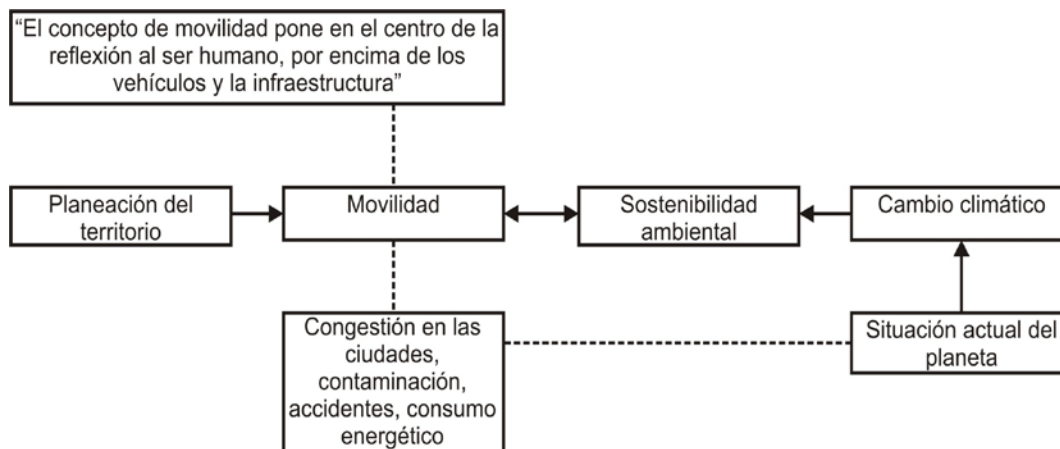 “El concepto de movilidad pone en el centro de la
reflexión al ser humano, por encima de los
vehículos y la infraestructura”
Planeación del
territorio
Movilidad
Sostenibilidad
ambiental
Cambio climático
Congestión en las
ciudades,
contaminación,
accidentes, consumo
energético
Situación actual del
planeta